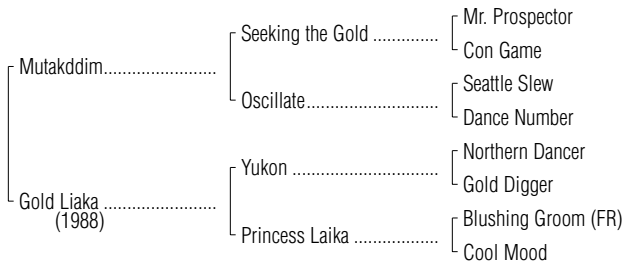 Mr. Prospector
Seeking the Gold ..............
Con Game
Mutakddim........................
Seattle Slew
Oscillate............................
Dance Number
Northern Dancer
Yukon ...............................
Gold Digger
Gold Liaka ........................
(1988)
Blushing Groom (FR)
Princess Laika ..................
Cool Mood